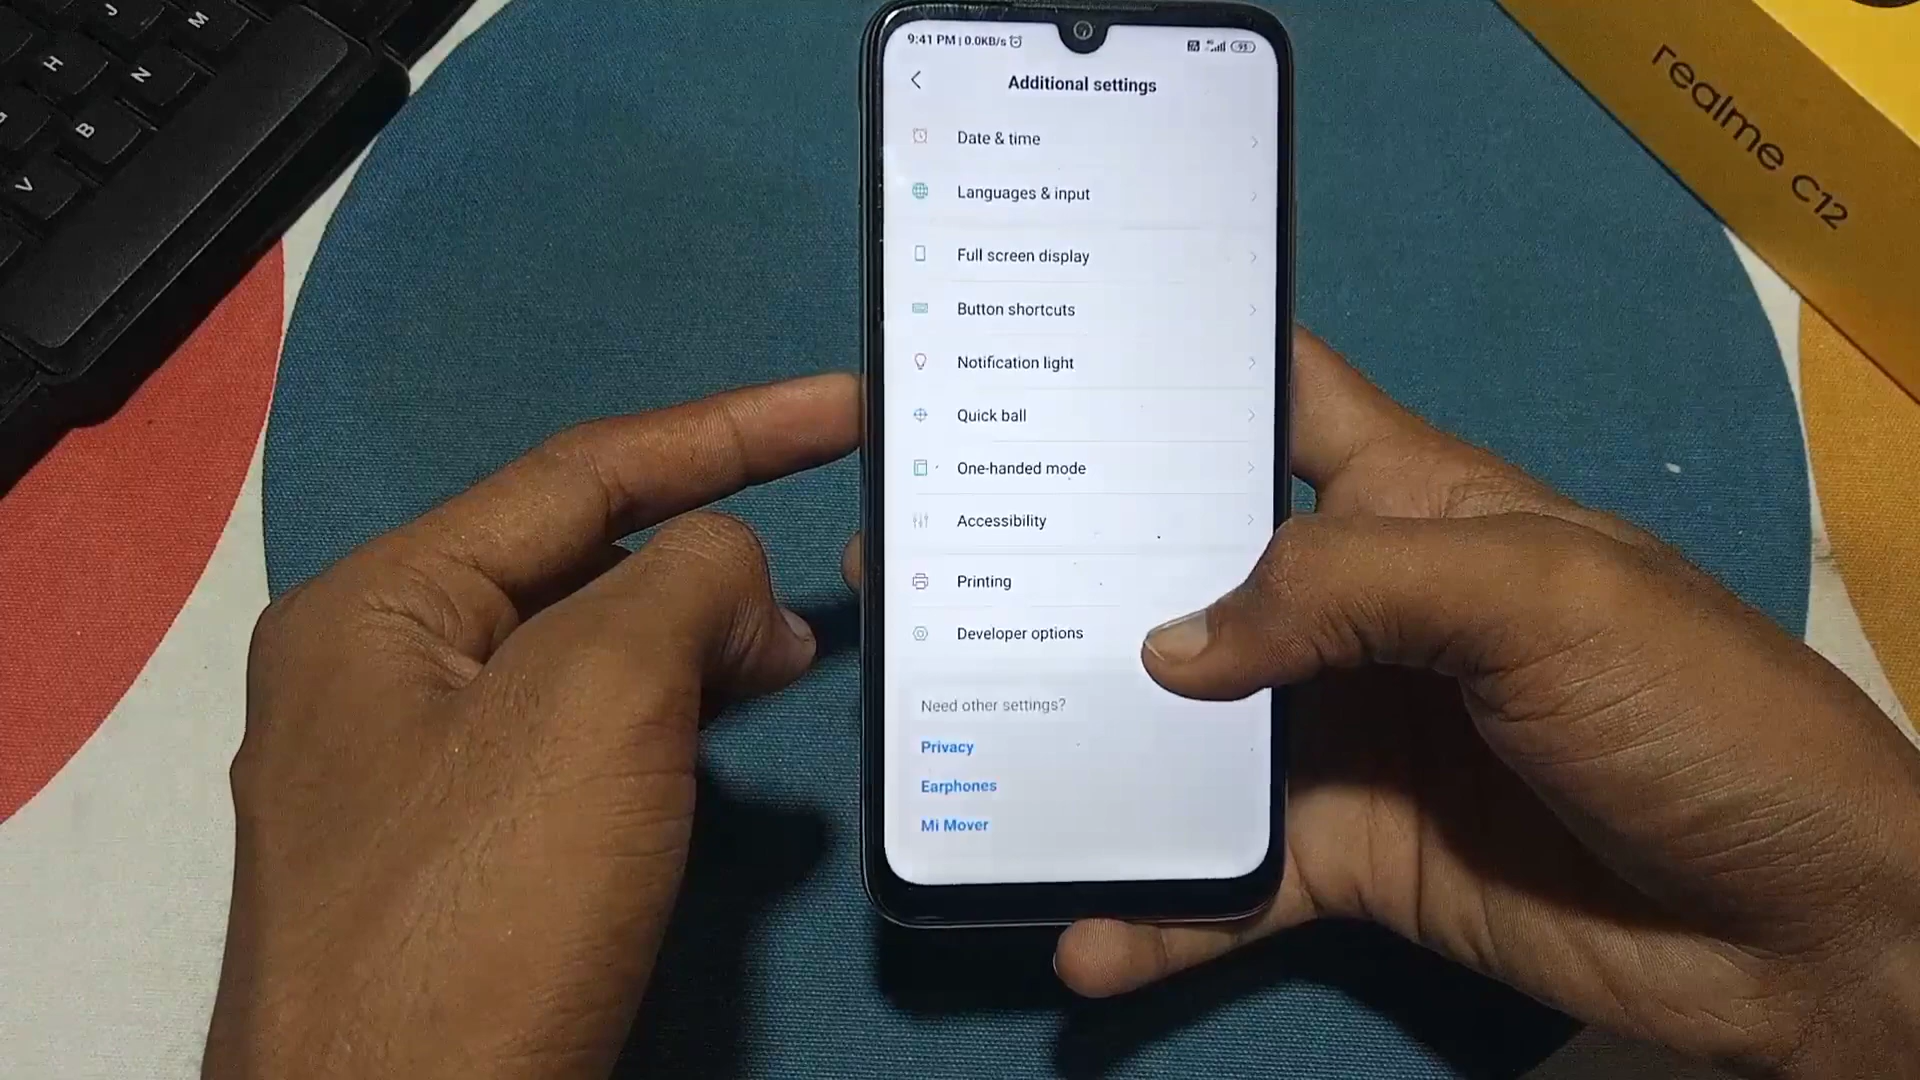 9:41 PM | 0.0KB/s
93
Additional settings
Date & time
Languages & input
Full screen display
Button shortcuts
Notification light
Quick ball
One-handed mode
Accessibility
Printing
Developer options
Need other settings?
Privacy
Earphones
Mi Mover
realme C12
J
M
H
N
B
V